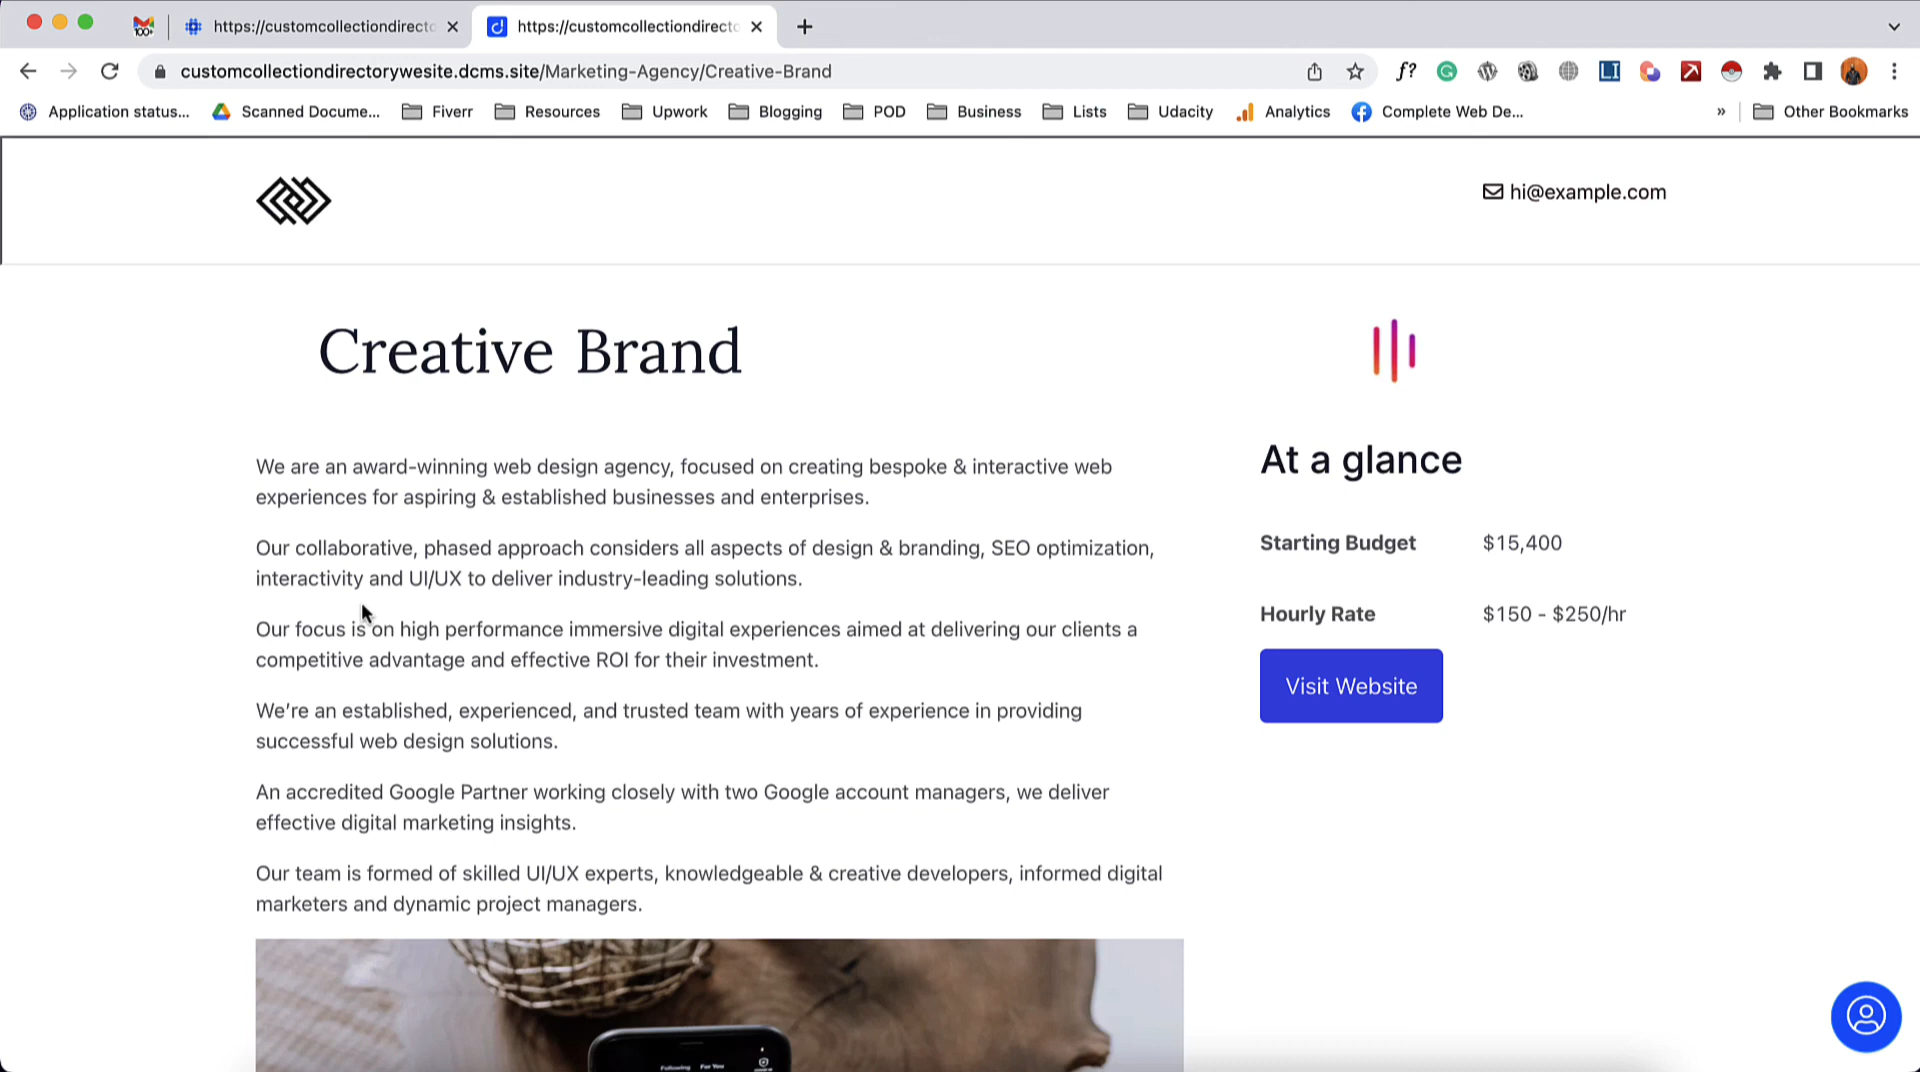 100+
https://customcollectiondirecto
https://customcollectiondirecto
customcollectiondirectorywesite.dcms.site/Marketing-Agency/Creative-Brand
f?
LI
Application status...
Scanned Docume...
Fiverr
Resources
Upwork
Blogging
POD
Business
Lists
Udacity
Analytics
Complete Web De...
»
Other Bookmarks
hi@example.com
Creative Brand
We are an award-winning web design agency, focused on creating bespoke & interactive web
experiences for aspiring & established businesses and enterprises.
Our collaborative, phased approach considers all aspects of design & branding, SEO optimization,
interactivity and UI/UX to deliver industry-leading solutions.
Our focus is on high performance immersive digital experiences aimed at delivering our clients a
competitive advantage and effective ROI for their investment.
We’re an established, experienced, and trusted team with years of experience in providing
successful web design solutions.
An accredited Google Partner working closely with two Google account managers, we deliver
effective digital marketing insights.
Our team is formed of skilled UI/UX experts, knowledgeable & creative developers, informed digital
marketers and dynamic project managers.
Following For You
At a glance
Starting Budget $15,400
Hourly Rate $150 - $250/hr
Visit Website